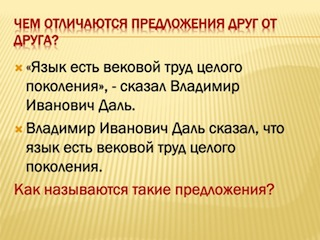 ЧЕМ ОТЛИЧАЮТСЯ ПРЕДЛОЖЕНИЯ ДРУГ ОТ
ДРУГА?
«Язык есть вековой труд целого
поколения», - сказал Владимир
Иванович Даль.
Владимир Иванович Даль сказал, что
язык есть вековой труд целого
поколения.
Как называются такие предложения?